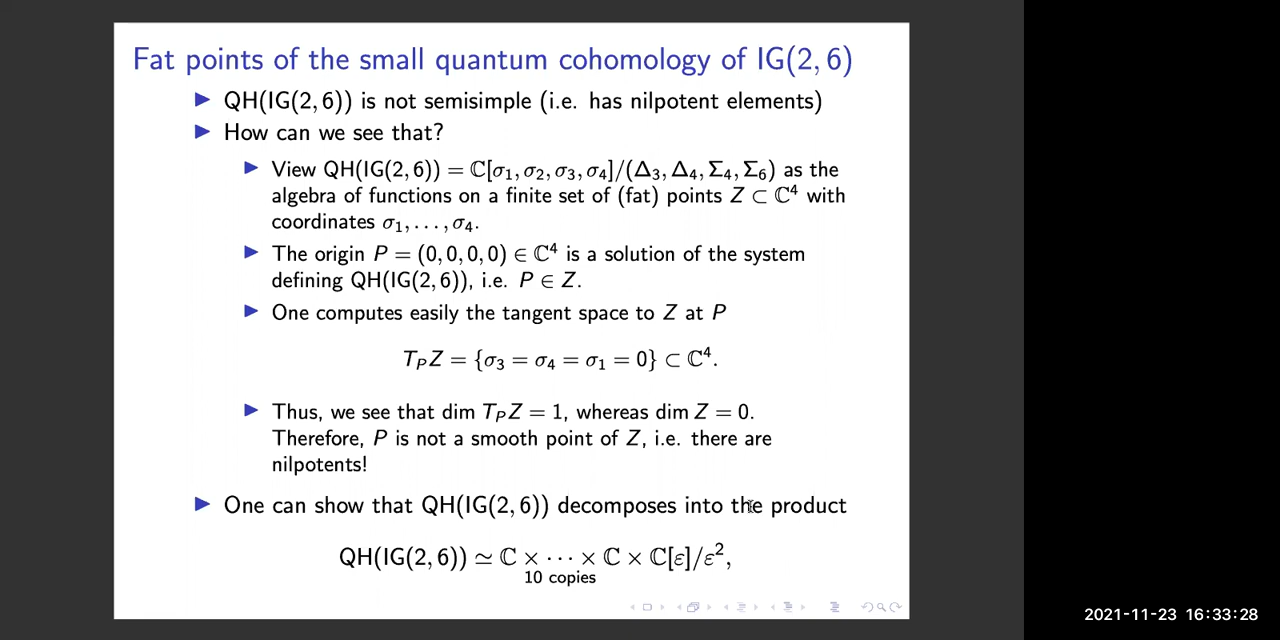 Fat points of the small quantum cohomology of IG(2, 6)
▶ QH(IG(2, 6)) is not semisimple (i.e. has nilpotent elements)
▶ How can we see that?
▶ View QH(IG(2, 6)) = ℂ[σ₁, σ₂, σ₃, σ₄]/(Δ₃, Δ₄, Σ₄, Σ₆) as the
algebra of functions on a finite set of (fat) points Z ⊂ ℂ⁴ with
coordinates σ₁, . . . , σ₄.
▶ The origin P = (0, 0, 0, 0) ∈ ℂ⁴ is a solution of the system
defining QH(IG(2, 6)), i.e. P ∈ Z.
▶ One computes easily the tangent space to Z at P
T_P Z = {σ₃ = σ₄ = σ₁ = 0} ⊂ ℂ⁴.
▶ Thus, we see that dim T_P Z = 1, whereas dim Z = 0.
Therefore, P is not a smooth point of Z, i.e. there are
nilpotents!
▶ One can show that QH(IG(2, 6)) decomposes into the product
QH(IG(2, 6)) ≃ ℂ × · · · × ℂ × ℂ[ε]/ε²,
10 copies
2021-11-23 16:33:28